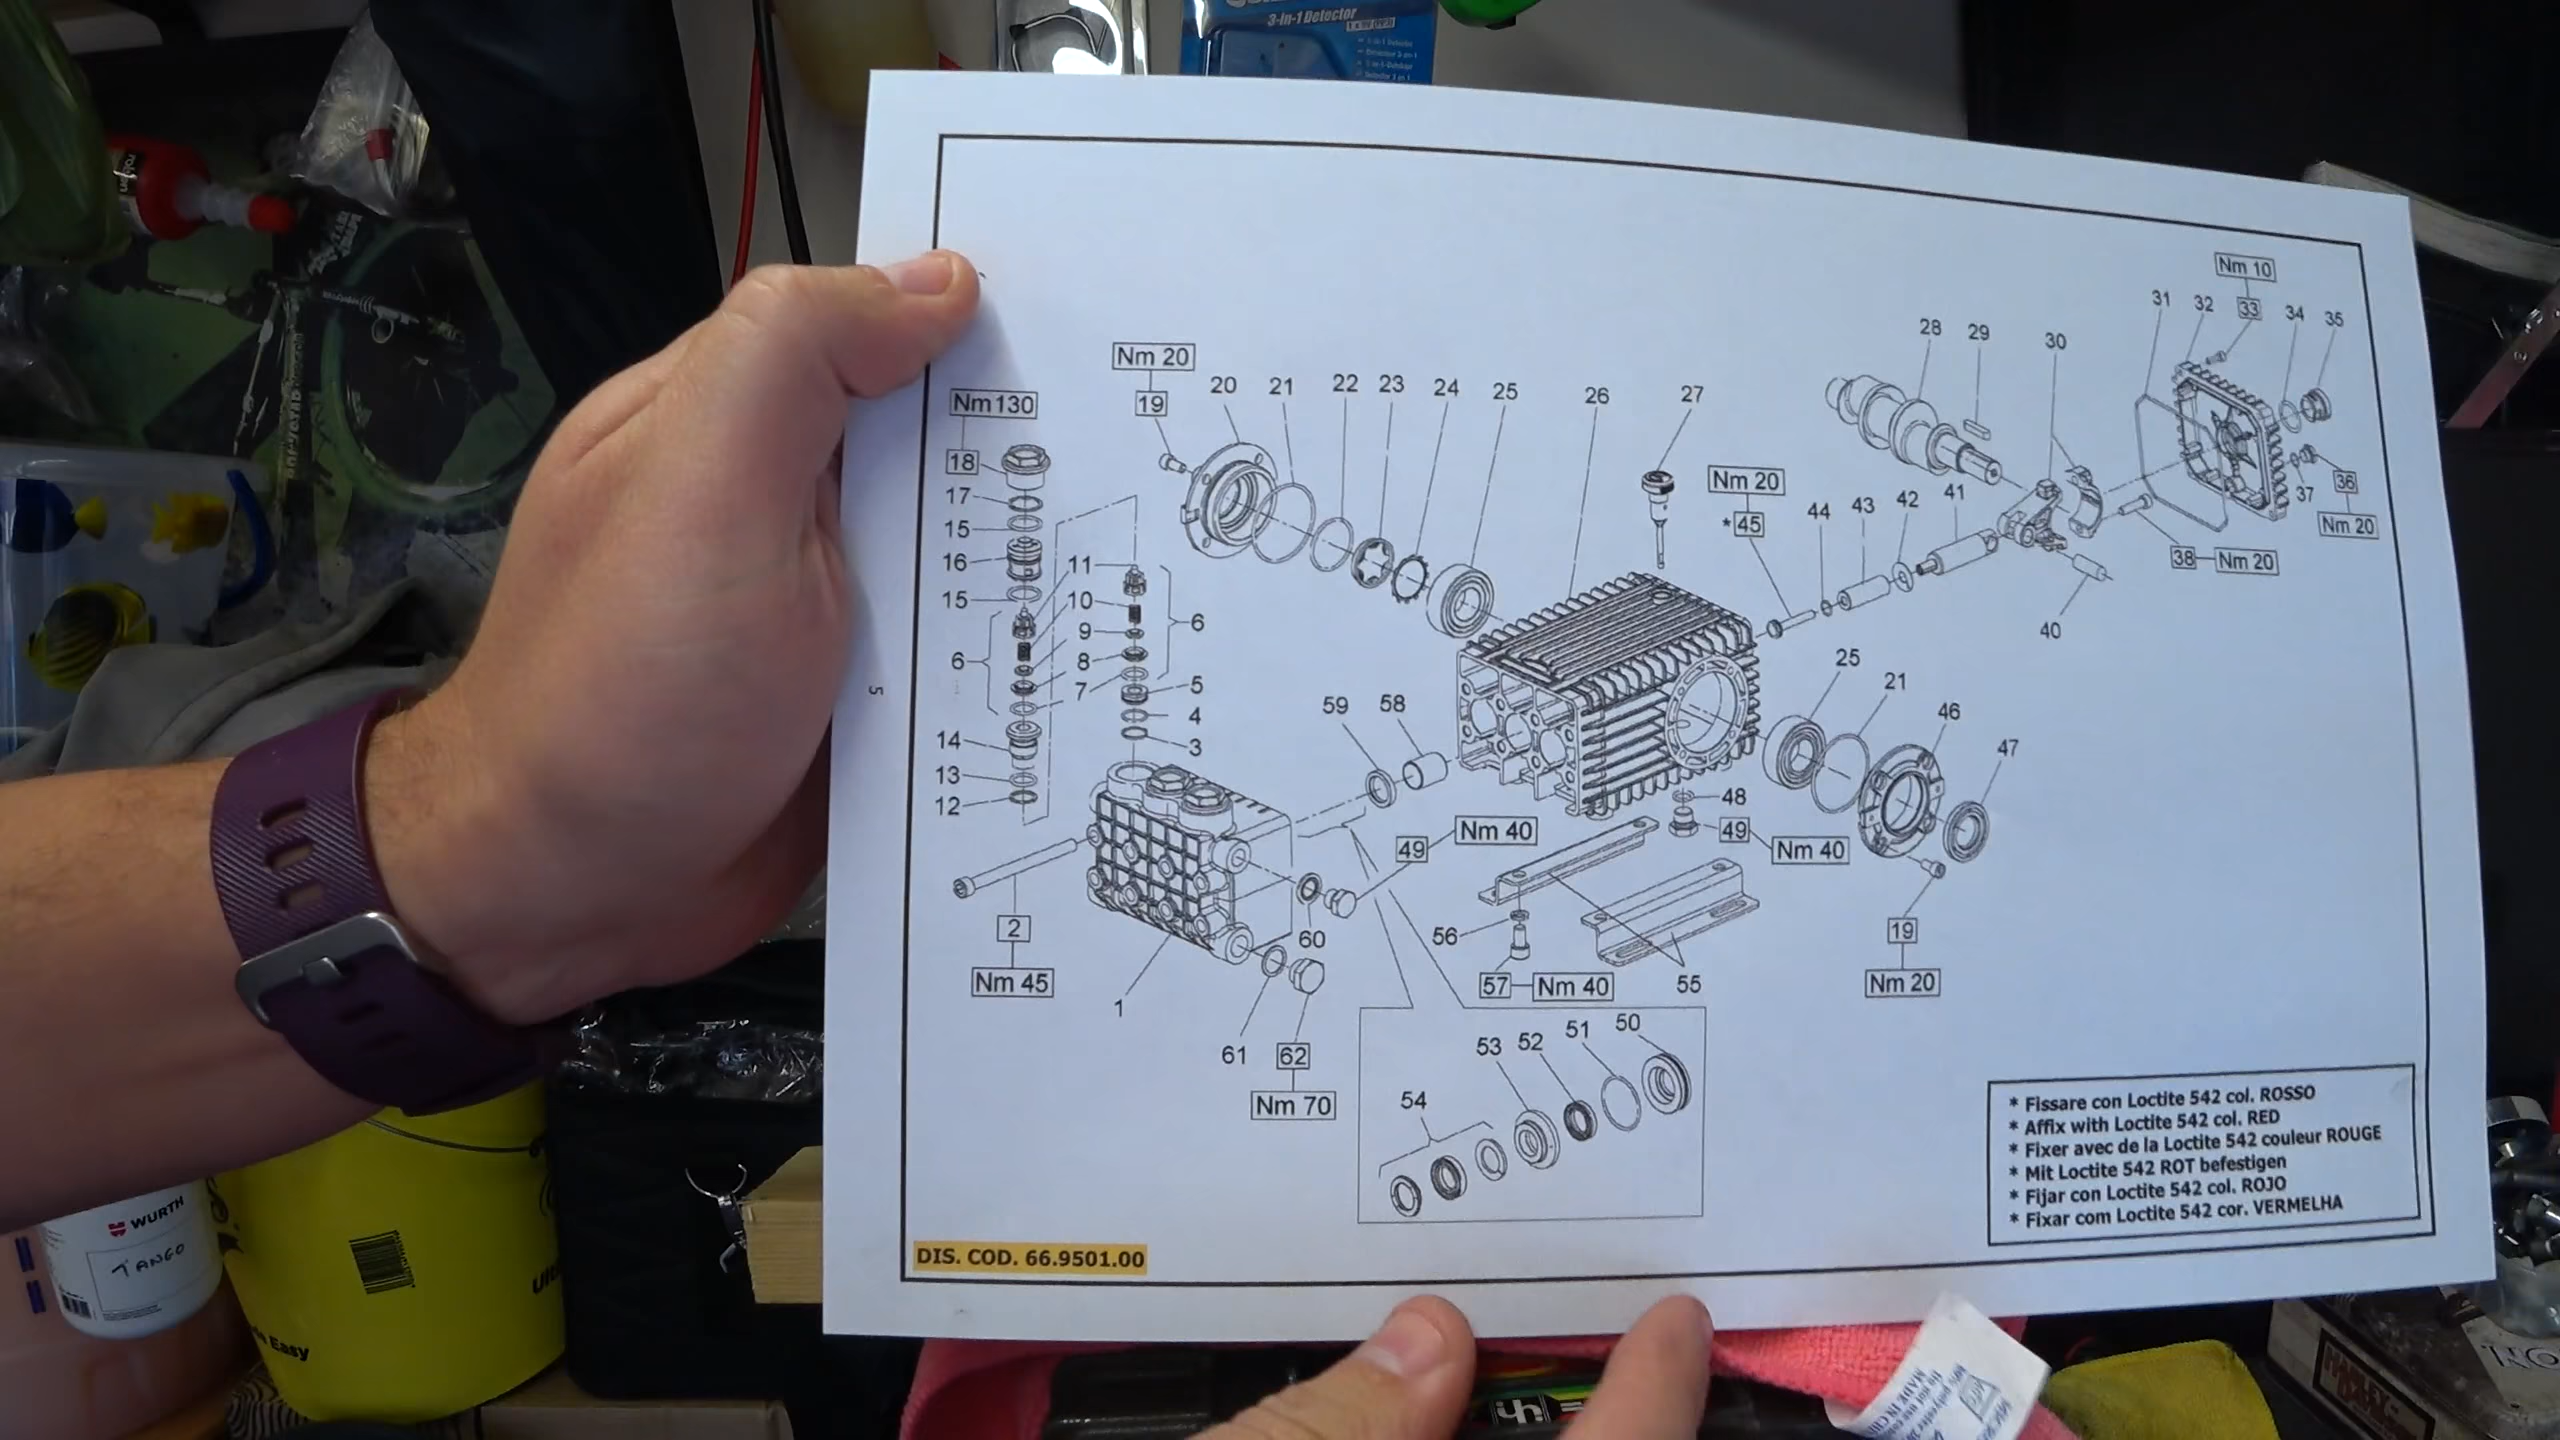 3-in-1 Detector
Nm 10
31 32 33 34 35
28 29 30
Nm 20
19 20 21 22 23 24 25 26 27
Nm 130
18
17
15
16
15
11
10
9
8
7
6
6
5
4
3
14
13
12
Nm 20
*45 44 43 42 41
36
37
Nm 20
38 Nm 20
40
25
21
46
47
59 58
48
49 Nm 40
49 Nm 40
2
Nm 45
1
60
61 62
Nm 70
56
57 Nm 40
55
19
Nm 20
54 53 52 51 50
5
* Fissare con Loctite 542 col. ROSSO
* Affix with Loctite 542 col. RED
* Fixer avec de la Loctite 542 couleur ROUGE
* Mit Loctite 542 ROT befestigen
* Fijar con Loctite 542 col. ROJO
* Fixar com Loctite 542 cor. VERMELHA
DIS. COD. 66.9501.00
WURTH
TANGO
Easy